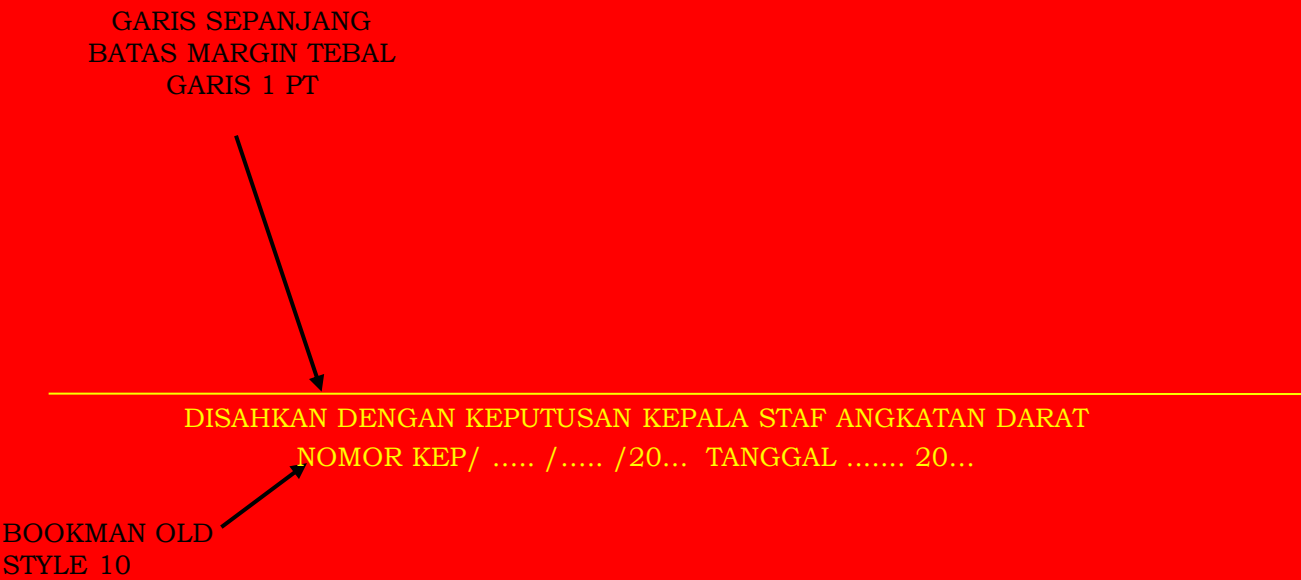 GARIS SEPANJANG
BATAS MARGIN TEBAL
GARIS 1 PT
DISAHKAN DENGAN KEPUTUSAN KEPALA STAF ANGKATAN DARAT
NOMOR KEP/ ..... /..... /20... TANGGAL ....... 20...
BOOKMAN OLD
STYLE 10